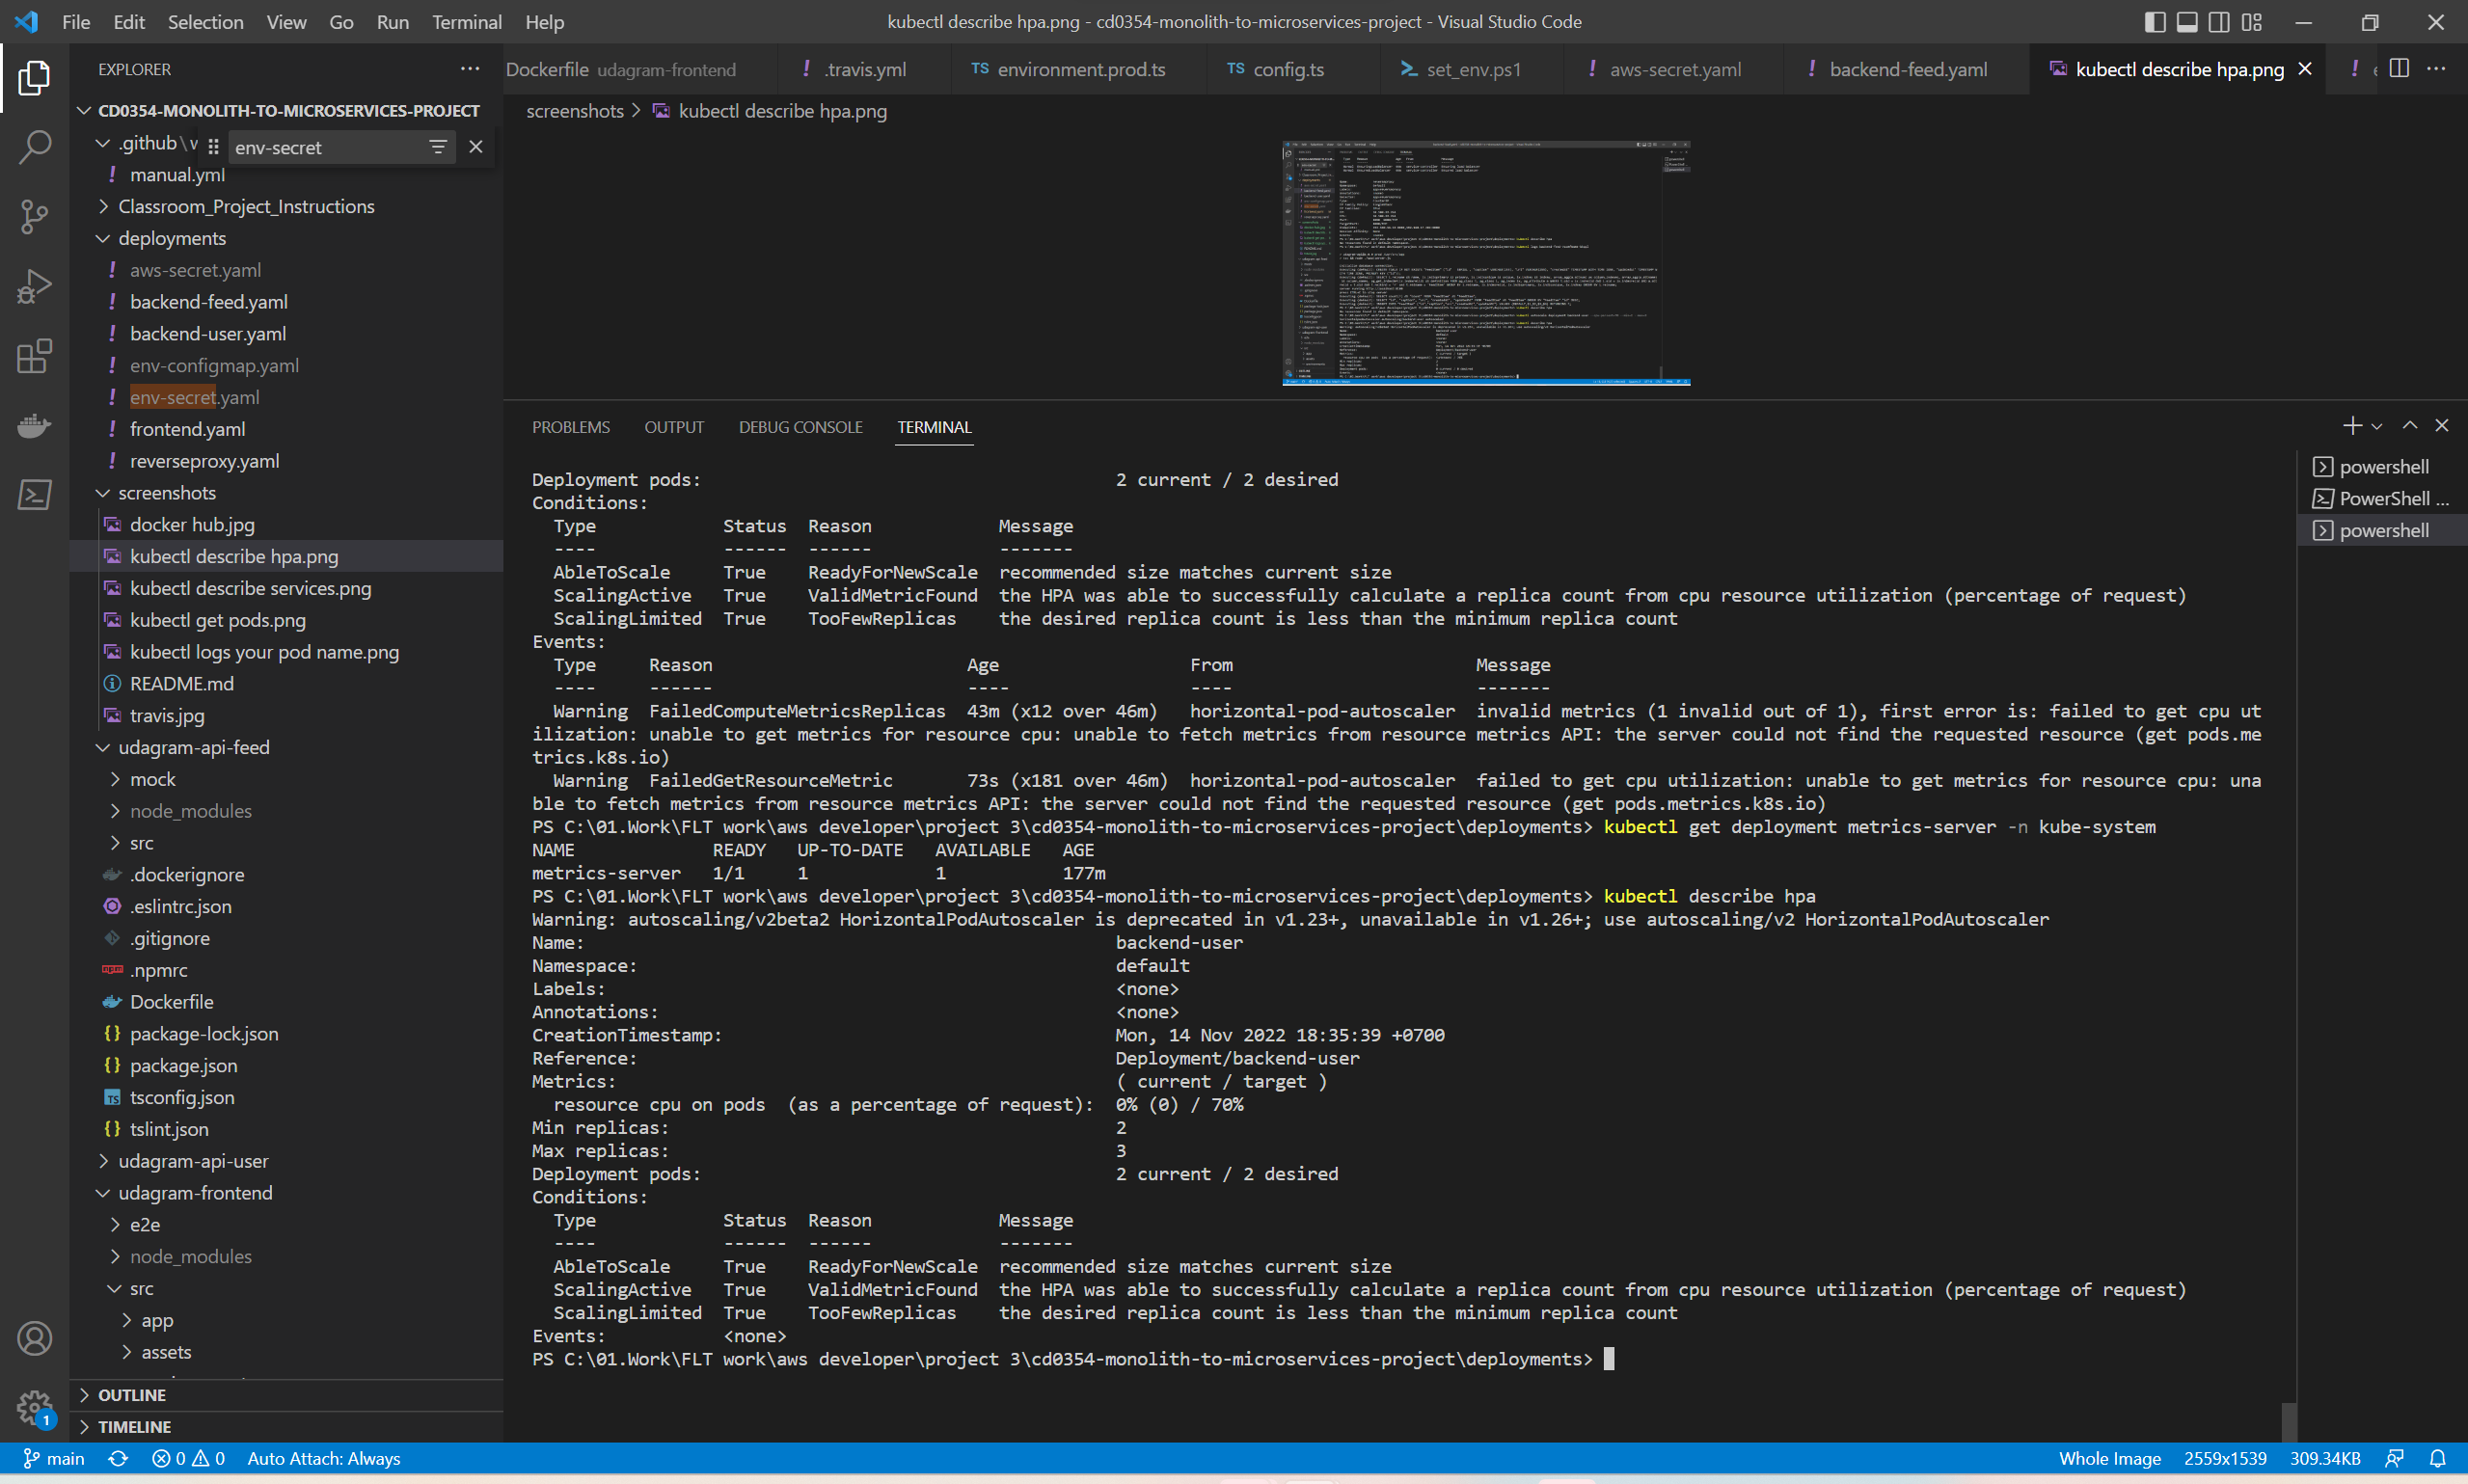 File Edit Selection View Go Run Terminal Help
kubectl describe hpa.png - cd0354-monolith-to-microservices-project - Visual Studio Code
EXPLORER
Dockerfile udagram-frontend
! .travis.yml
TS environment.prod.ts
TS config.ts
set_env.ps1
! aws-secret.yaml
! backend-feed.yaml
kubectl describe hpa.png
!
screenshots > kubectl describe hpa.png
CD0354-MONOLITH-TO-MICROSERVICES-PROJECT
.github\
env-secret
! manual.yml
Classroom_Project_Instructions
deployments
! aws-secret.yaml
! backend-feed.yaml
! backend-user.yaml
! env-configmap.yaml
! env-secret.yaml
! frontend.yaml
! reverseproxy.yaml
screenshots
docker hub.jpg
kubectl describe hpa.png
kubectl describe services.png
kubectl get pods.png
kubectl logs your pod name.png
README.md
travis.jpg
udagram-api-feed
mock
node_modules
src
.dockerignore
.eslintrc.json
.gitignore
.npmrc
Dockerfile
{} package-lock.json
{} package.json
TS tsconfig.json
{} tslint.json
udagram-api-user
udagram-frontend
e2e
node_modules
src
app
assets
OUTLINE
TIMELINE
PROBLEMS OUTPUT DEBUG CONSOLE TERMINAL
powershell
PowerShell ...
powershell
Deployment pods: 2 current / 2 desired
Conditions:
Type Status Reason Message
---- ------ ------ -------
AbleToScale True ReadyForNewScale recommended size matches current size
ScalingActive True ValidMetricFound the HPA was able to successfully calculate a replica count from cpu resource utilization (percentage of request)
ScalingLimited True TooFewReplicas the desired replica count is less than the minimum replica count
Events:
Type Reason Age From Message
---- ------ ---- ---- -------
Warning FailedComputeMetricsReplicas 43m (x12 over 46m) horizontal-pod-autoscaler invalid metrics (1 invalid out of 1), first error is: failed to get cpu ut
ilization: unable to get metrics for resource cpu: unable to fetch metrics from resource metrics API: the server could not find the requested resource (get pods.me
trics.k8s.io)
Warning FailedGetResourceMetric 73s (x181 over 46m) horizontal-pod-autoscaler failed to get cpu utilization: unable to get metrics for resource cpu: una
ble to fetch metrics from resource metrics API: the server could not find the requested resource (get pods.metrics.k8s.io)
PS C:\01.Work\FLT work\aws developer\project 3\cd0354-monolith-to-microservices-project\deployments> kubectl get deployment metrics-server -n kube-system
NAME READY UP-TO-DATE AVAILABLE AGE
metrics-server 1/1 1 1 177m
PS C:\01.Work\FLT work\aws developer\project 3\cd0354-monolith-to-microservices-project\deployments> kubectl describe hpa
Warning: autoscaling/v2beta2 HorizontalPodAutoscaler is deprecated in v1.23+, unavailable in v1.26+; use autoscaling/v2 HorizontalPodAutoscaler
Name: backend-user
Namespace: default
Labels: <none>
Annotations: <none>
CreationTimestamp: Mon, 14 Nov 2022 18:35:39 +0700
Reference: Deployment/backend-user
Metrics: ( current / target )
resource cpu on pods (as a percentage of request): 0% (0) / 70%
Min replicas: 2
Max replicas: 3
Deployment pods: 2 current / 2 desired
Conditions:
Type Status Reason Message
---- ------ ------ -------
AbleToScale True ReadyForNewScale recommended size matches current size
ScalingActive True ValidMetricFound the HPA was able to successfully calculate a replica count from cpu resource utilization (percentage of request)
ScalingLimited True TooFewReplicas the desired replica count is less than the minimum replica count
Events: <none>
PS C:\01.Work\FLT work\aws developer\project 3\cd0354-monolith-to-microservices-project\deployments>
1
main 0 0 Auto Attach: Always
Whole Image 2559x1539 309.34KB